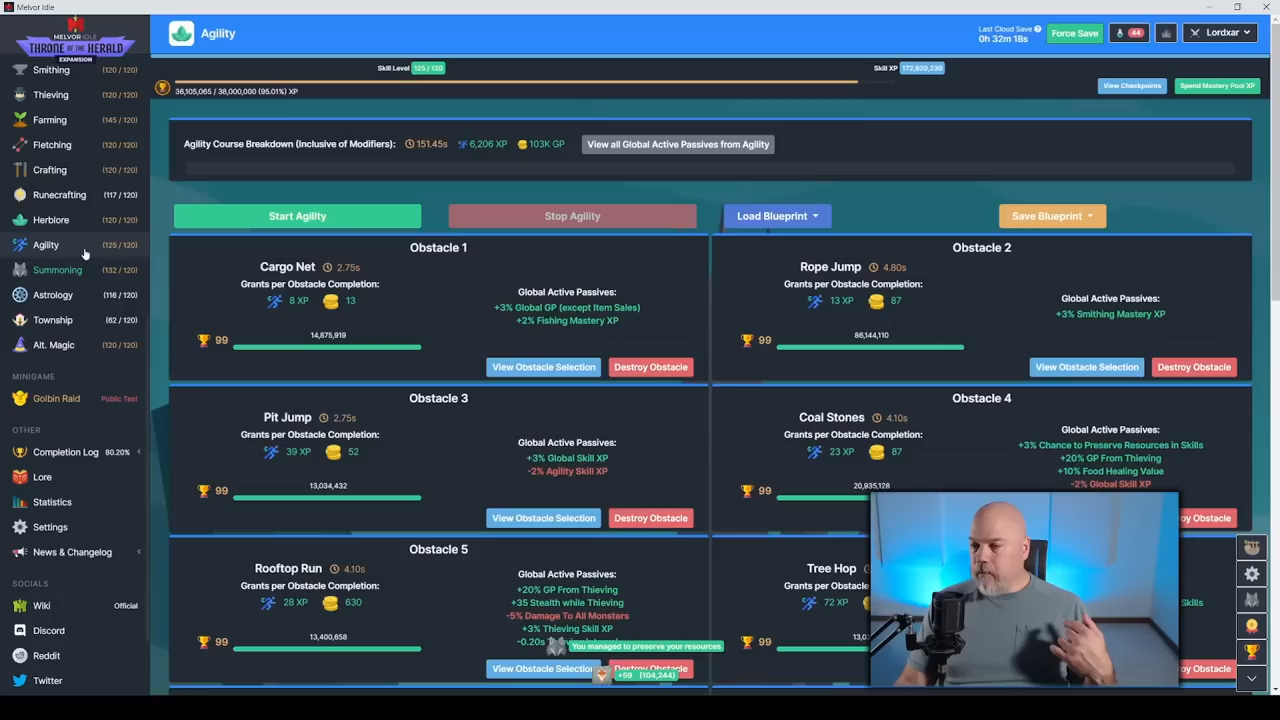 Melvor Idle
MELVOR IDLE
THRONE OF THE HERALD
EXPANSION
Smithing (120/120)
Thieving (120/120)
Farming (145/120)
Fletching (120/120)
Crafting (120/120)
Runecrafting (117/120)
Herblore (120/120)
Agility (125/120)
Summoning (132/120)
Astrology (116/120)
Township (62/120)
Alt. Magic (120/120)
MINIGAME
Golbin Raid Public Test
OTHER
Completion Log 80.20%
Lore
Statistics
Settings
News & Changelog
SOCIALS
Wiki Official
Discord
Reddit
Twitter
Agility
Last Cloud Save
0h 32m 18s
Force Save
44
Lordxar
Skill Level 125 / 120
Skill XP 172,820,230
36,105,065 / 38,000,000 (95.01%) XP
View Checkpoints
Spend Mastery Pool XP
Agility Course Breakdown (Inclusive of Modifiers): 151.45s 6,206 XP 103K GP
View all Global Active Passives from Agility
Start Agility
Stop Agility
Load Blueprint
Save Blueprint
Obstacle 1
Cargo Net 2.75s
Grants per Obstacle Completion:
8 XP 13
99
14,875,919
Global Active Passives:
+3% Global GP (except Item Sales)
+2% Fishing Mastery XP
View Obstacle Selection
Destroy Obstacle
Obstacle 2
Rope Jump 4.80s
Grants per Obstacle Completion:
13 XP 87
99
86,144,110
Global Active Passives:
+3% Smithing Mastery XP
View Obstacle Selection
Destroy Obstacle
Obstacle 3
Pit Jump 2.75s
Grants per Obstacle Completion:
39 XP 52
99
13,034,432
Global Active Passives:
+3% Global Skill XP
-2% Agility Skill XP
View Obstacle Selection
Destroy Obstacle
Obstacle 4
Coal Stones 4.10s
Grants per Obstacle Completion:
23 XP 87
99
20,935,128
Global Active Passives:
+3% Chance to Preserve Resources in Skills
+20% GP From Thieving
+10% Food Healing Value
-2% Global Skill XP
Obstacle
Obstacle 5
Rooftop Run 4.10s
Grants per Obstacle Completion:
28 XP 630
99
13,400,658
Global Active Passives:
+20% GP From Thieving
+35 Stealth while Thieving
-5% Damage To All Monsters
+3% Thieving Skill XP
-0.20s
View Obstacle Selection
Destroy Obstacle
Tree Hop
Grants per Obstacle
72 XP
99
Skills
Obstacle
You managed to preserve your resources
+59 (104,244)